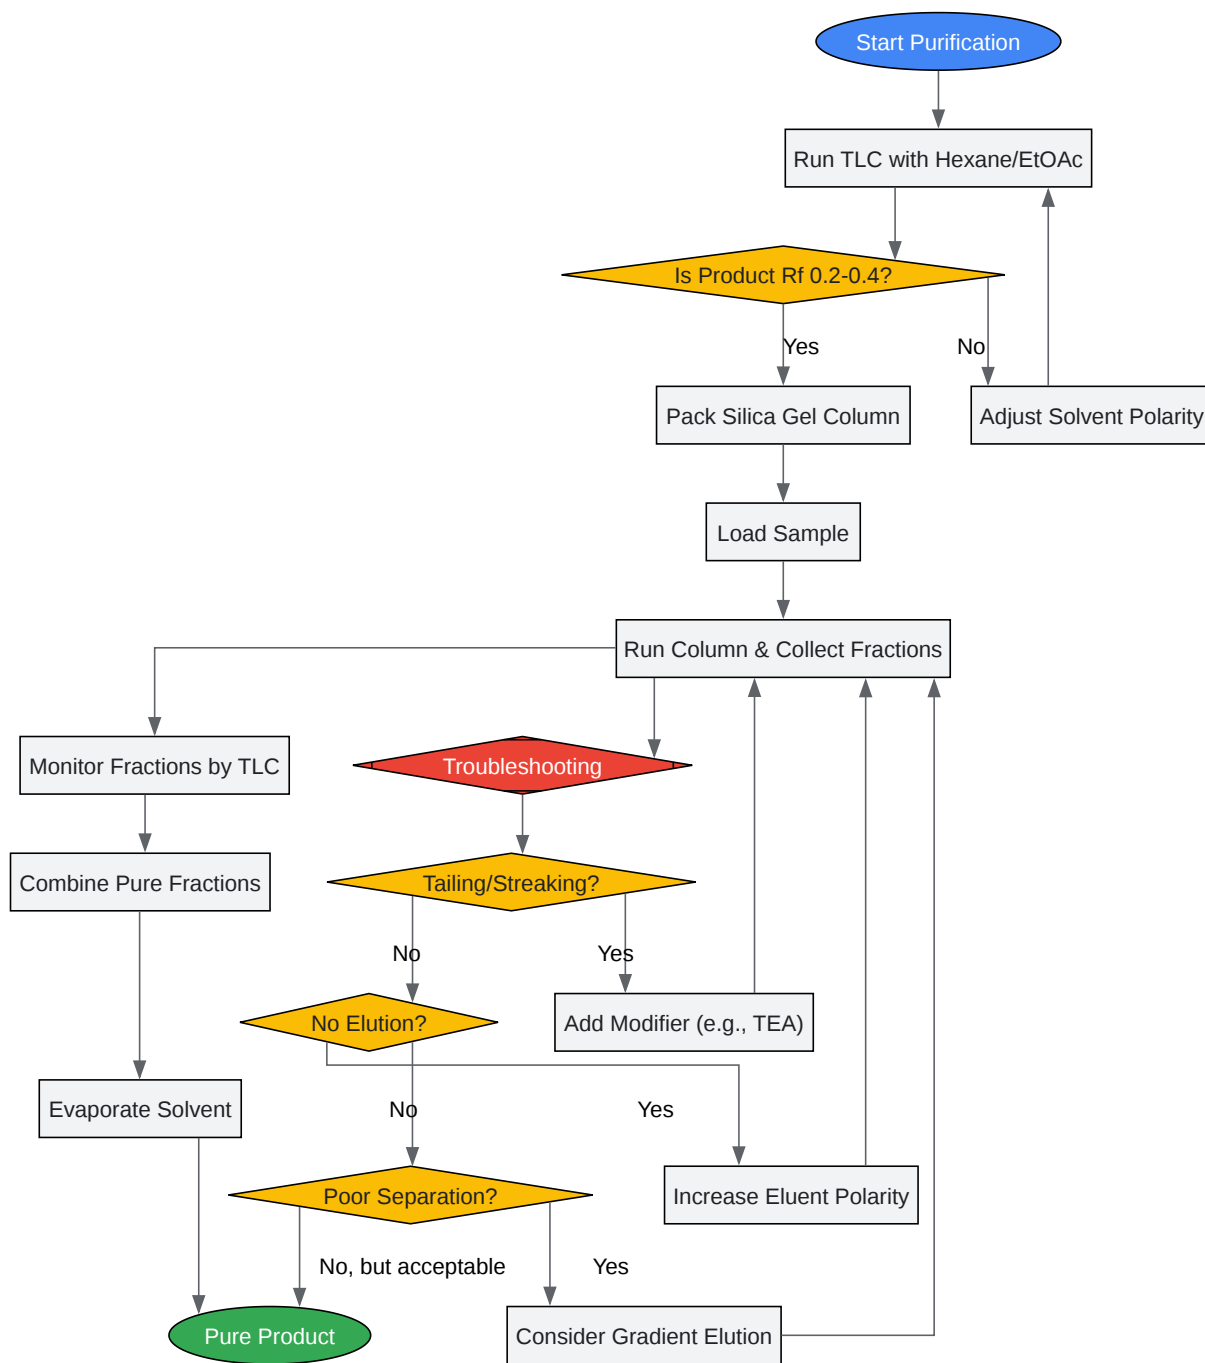 Start Purification
Run TLC with Hexane/EtOAc
Is Product Rf 0.2-0.4?
Yes
No
Pack Silica Gel Column
Adjust Solvent Polarity
Load Sample
Run Column & Collect Fractions
Monitor Fractions by TLC
Troubleshooting
Combine Pure Fractions
Tailing/Streaking?
No
Yes
No Elution?
Add Modifier (e.g., TEA)
Evaporate Solvent
No
Yes
Poor Separation?
Increase Eluent Polarity
No, but acceptable
Yes
Pure Product
Consider Gradient Elution